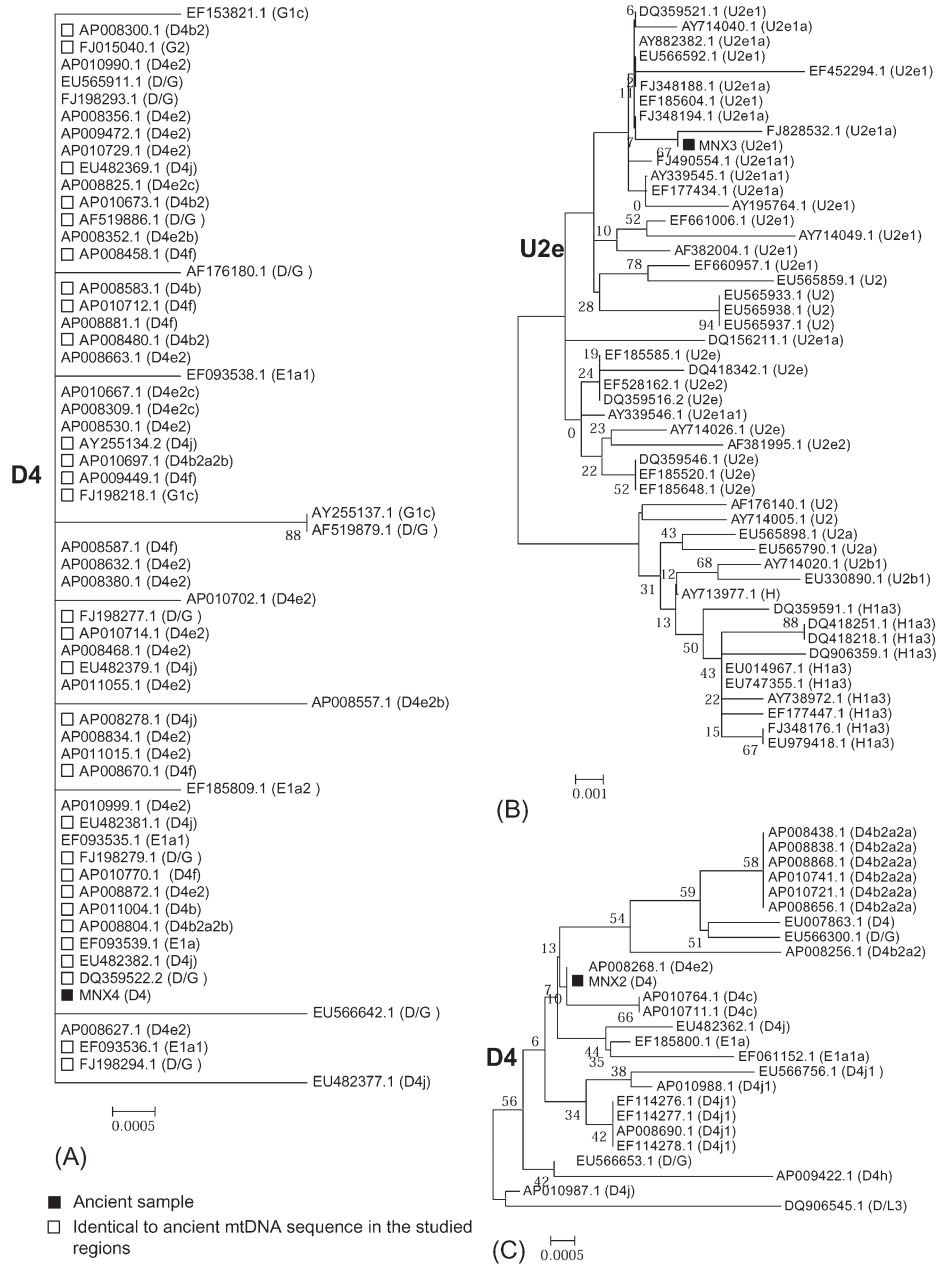 EF153821.1 (G1c)
AP008300.1 (D4b2)
FJ015040.1 (G2)
AP010990.1 (D4e2)
EU565911.1 (D/G)
FJ198293.1 (D/G)
AP008356.1 (D4e2)
AP009472.1 (D4e2)
AP010729.1 (D4e2)
EU482369.1 (D4j)
AP008825.1 (D4e2c)
AP010673.1 (D4b2)
AF519886.1 (D/G )
AP008352.1 (D4e2b)
AP008458.1 (D4f)
AF176180.1 (D/G )
AP008583.1 (D4b)
AP010712.1 (D4f)
AP008881.1 (D4f)
AP008480.1 (D4b2)
AP008663.1 (D4e2)
EF093538.1 (E1a1)
AP010667.1 (D4e2c)
AP008309.1 (D4e2c)
AP008530.1 (D4e2)
AY255134.2 (D4j)
AP010697.1 (D4b2a2b)
D4
AP009449.1 (D4f)
FJ198218.1 (G1c)
AY255137.1 (G1c)
AF519879.1 (D/G )
88
AP008587.1 (D4f)
AP008632.1 (D4e2)
AP008380.1 (D4e2)
AP010702.1 (D4e2)
FJ198277.1 (D/G )
AP010714.1 (D4e2)
AP008468.1 (D4e2)
EU482379.1 (D4j)
AP011055.1 (D4e2)
AP008557.1 (D4e2b)
AP008278.1 (D4j)
AP008834.1 (D4e2)
AP011015.1 (D4e2)
AP008670.1 (D4f)
EF185809.1 (E1a2 )
AP010999.1 (D4e2)
EU482381.1 (D4j)
EF093535.1 (E1a1)
FJ198279.1 (D/G )
AP010770.1 (D4f)
AP008872.1 (D4e2)
AP011004.1 (D4b)
AP008804.1 (D4b2a2b)
EF093539.1 (E1a)
EU482382.1 (D4j)
DQ359522.2 (D/G )
MNX4 (D4)
EU566642.1 (D/G )
AP008627.1 (D4e2)
EF093536.1 (E1a1)
FJ198294.1 (D/G )
EU482377.1 (D4j)
0.0005
(A)
Ancient sample
Identical to ancient mtDNA sequence in the studied
regions
6
DQ359521.1 (U2e1)
AY714040.1 (U2e1a)
AY882382.1 (U2e1a)
EU566592.1 (U2e1)
EF452294.1 (U2e1)
2
11
FJ348188.1 (U2e1a)
EF185604.1 (U2e1)
FJ348194.1 (U2e1a)
FJ828532.1 (U2e1a)
7
67
MNX3 (U2e1)
FJ490554.1 (U2e1a1)
AY339545.1 (U2e1a1)
EF177434.1 (U2e1a)
0
AY195764.1 (U2e1)
52
EF661006.1 (U2e1)
10
AY714049.1 (U2e1)
U2e
AF382004.1 (U2e1)
78
EF660957.1 (U2e1)
EU565859.1 (U2)
28
EU565933.1 (U2)
EU565938.1 (U2)
94
EU565937.1 (U2)
DQ156211.1 (U2e1a)
19
EF185585.1 (U2e)
24
DQ418342.1 (U2e)
EF528162.1 (U2e2)
DQ359516.2 (U2e)
AY339546.1 (U2e1a1)
0
23
AY714026.1 (U2e)
AF381995.1 (U2e2)
22
DQ359546.1 (U2e)
EF185520.1 (U2e)
52
EF185648.1 (U2e)
AF176140.1 (U2)
AY714005.1 (U2)
43
EU565898.1 (U2a)
EU565790.1 (U2a)
68
AY714020.1 (U2b1)
12
EU330890.1 (U2b1)
31
AY713977.1 (H)
13
DQ359591.1 (H1a3)
88
DQ418251.1 (H1a3)
DQ418218.1 (H1a3)
50
DQ906359.1 (H1a3)
43
EU014967.1 (H1a3)
EU747355.1 (H1a3)
22
AY738972.1 (H1a3)
EF177447.1 (H1a3)
15
FJ348176.1 (H1a3)
67
EU979418.1 (H1a3)
0.001
(B)
AP008438.1 (D4b2a2a)
AP008838.1 (D4b2a2a)
58
AP008868.1 (D4b2a2a)
AP010741.1 (D4b2a2a)
AP010721.1 (D4b2a2a)
59
AP008656.1 (D4b2a2a)
54
EU007863.1 (D4)
EU566300.1 (D/G)
51
AP008256.1 (D4b2a2)
13
AP008268.1 (D4e2)
MNX2 (D4)
7
10
AP010764.1 (D4c)
AP010711.1 (D4c)
66
EU482362.1 (D4j)
6
EF185800.1 (E1a)
44
35
EF061152.1 (E1a1a)
D4
38
EU566756.1 (D4j1 )
AP010988.1 (D4j1)
56
34
EF114276.1 (D4j1)
EF114277.1 (D4j1)
42
AP008690.1 (D4j1)
EF114278.1 (D4j1)
EU566653.1 (D/G)
42
AP009422.1 (D4h)
AP010987.1 (D4j)
DQ906545.1 (D/L3)
(C)
0.0005